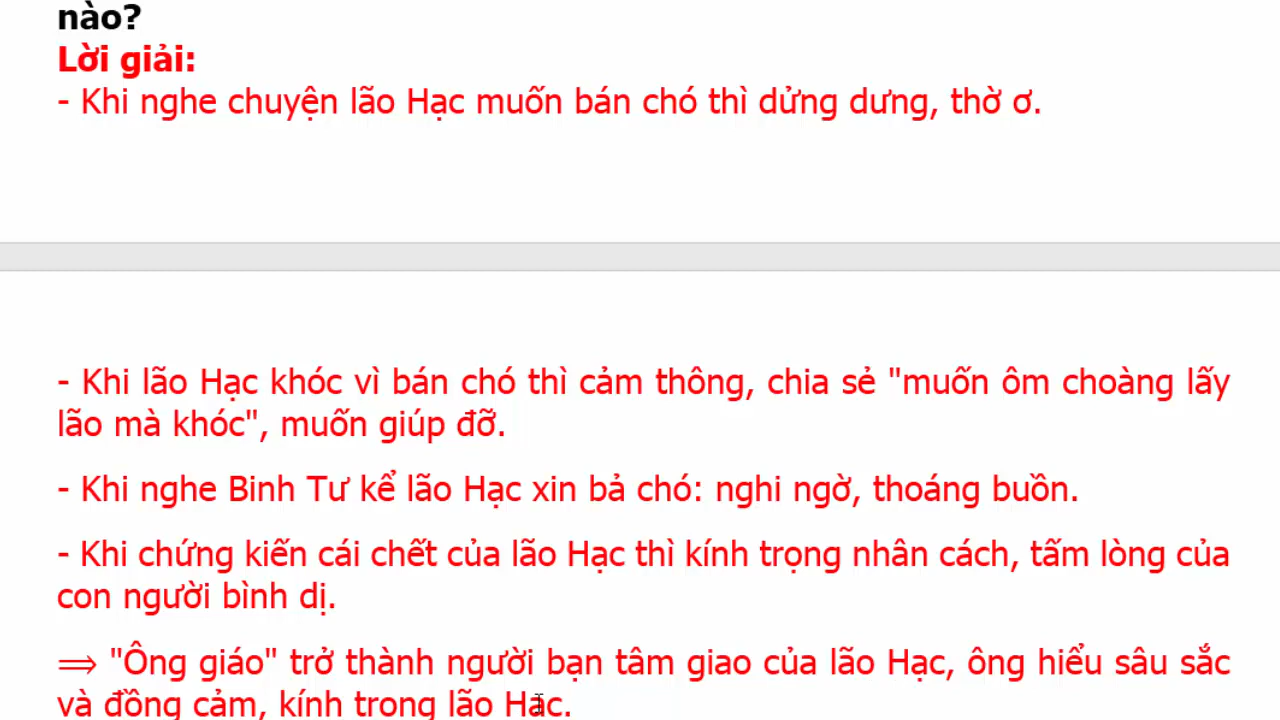 nào?
Lời giải:
- Khi nghe chuyện lão Hạc muốn bán chó thì dửng dưng, thờ ơ.
- Khi lão Hạc khóc vì bán chó thì cảm thông, chia sẻ "muốn ôm choàng lấy
lão mà khóc", muốn giúp đỡ.
- Khi nghe Binh Tư kể lão Hạc xin bả chó: nghi ngờ, thoáng buồn.
- Khi chứng kiến cái chết của lão Hạc thì kính trọng nhân cách, tấm lòng của
con người bình dị.
⟹ "Ông giáo" trở thành người bạn tâm giao của lão Hạc, ông hiểu sâu sắc
và đồng cảm, kính trọng lão Hạc.